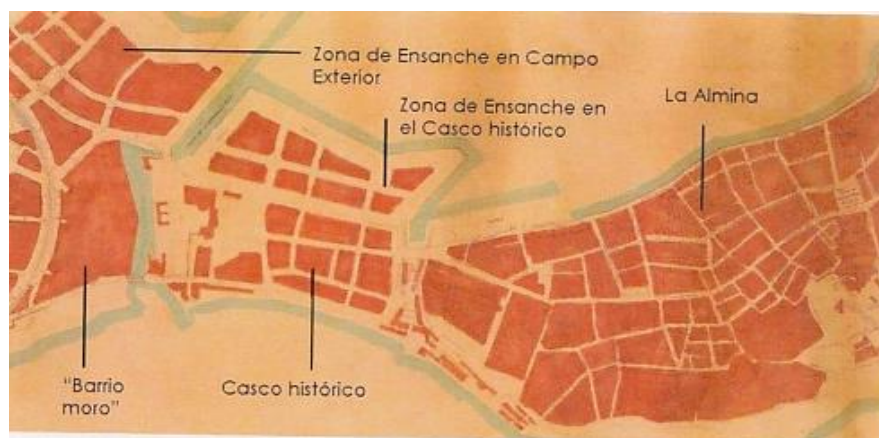 Zona de Ensanche en Campo
Exterior
Zona de Ensanche en
el Casco histórico
La Almina
"Barrio
moro"
Casco histórico